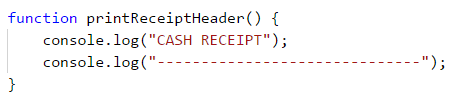 function printReceiptHeader() {
    console.log("CASH RECEIPT");
    console.log("------------------------------");
}